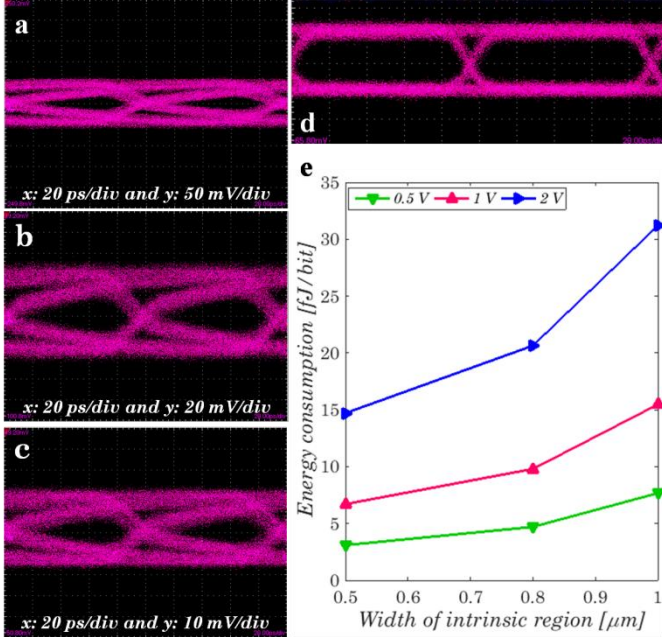 a
x: 20 ps/div and y: 50 mV/div
b
x: 20 ps/div and y: 20 mV/div
c
x: 20 ps/div and y: 10 mV/div
d
e
35
30
25
20
15
10
5
0
0.5 V
1 V
2 V
Energy consumption [fJ/bit]
0.5
0.6
0.7
0.8
0.9
1
Width of intrinsic region [μm]